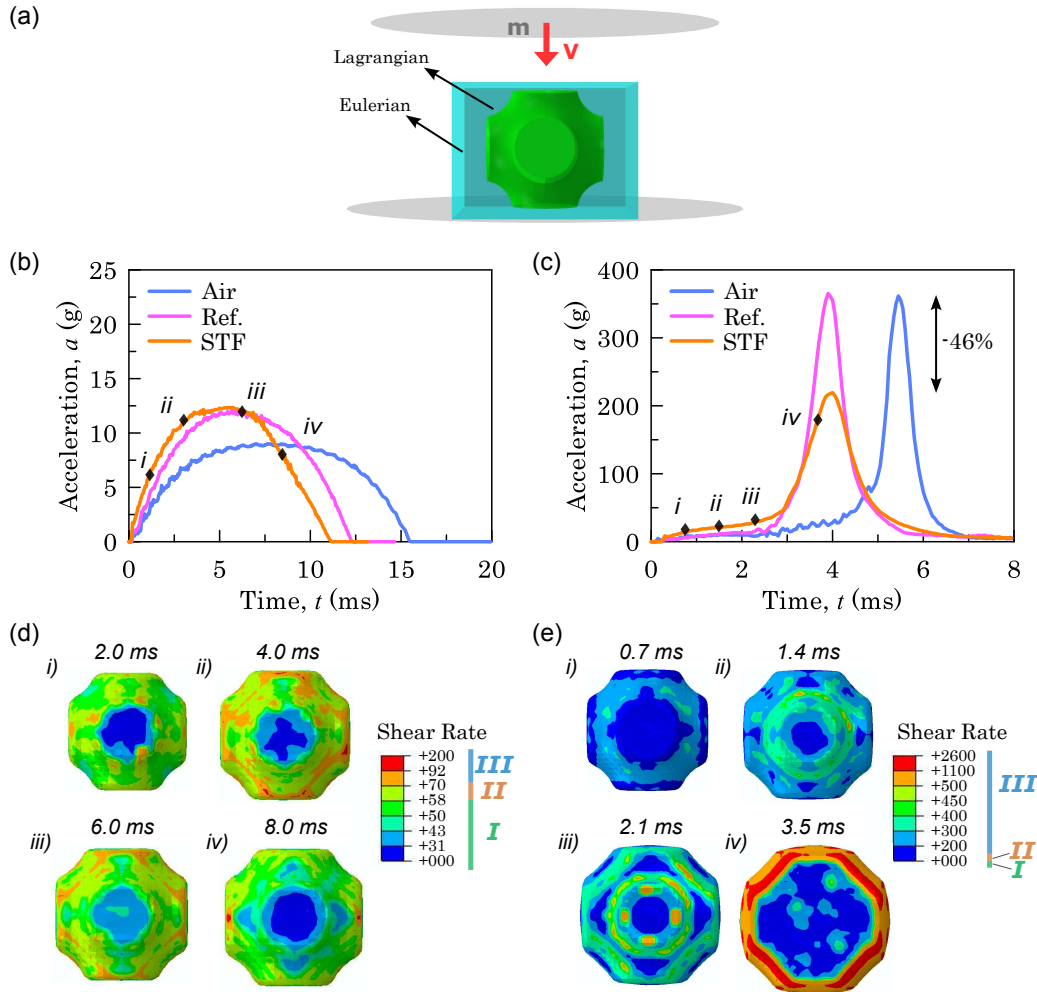 (a)
m
v
Lagrangian
Eulerian
(b)
25
20
15
10
5
0
Acceleration, a (g)
Air
Ref.
STF
i
ii
iii
iv
0 5 10 15 20
Time, t (ms)
(c)
400
300
200
100
0
Acceleration, a (g)
Air
Ref.
STF
-46%
i
ii
iii
iv
0 2 4 6 8
Time, t (ms)
(d)
i) 2.0 ms
ii) 4.0 ms
iii) 6.0 ms
iv) 8.0 ms
Shear Rate
+200
+92
+70
+58
+50
+43
+31
+000
III
II
I
(e)
i) 0.7 ms
ii) 1.4 ms
iii) 2.1 ms
iv) 3.5 ms
Shear Rate
+2600
+1100
+500
+450
+400
+300
+200
+000
III
II
I